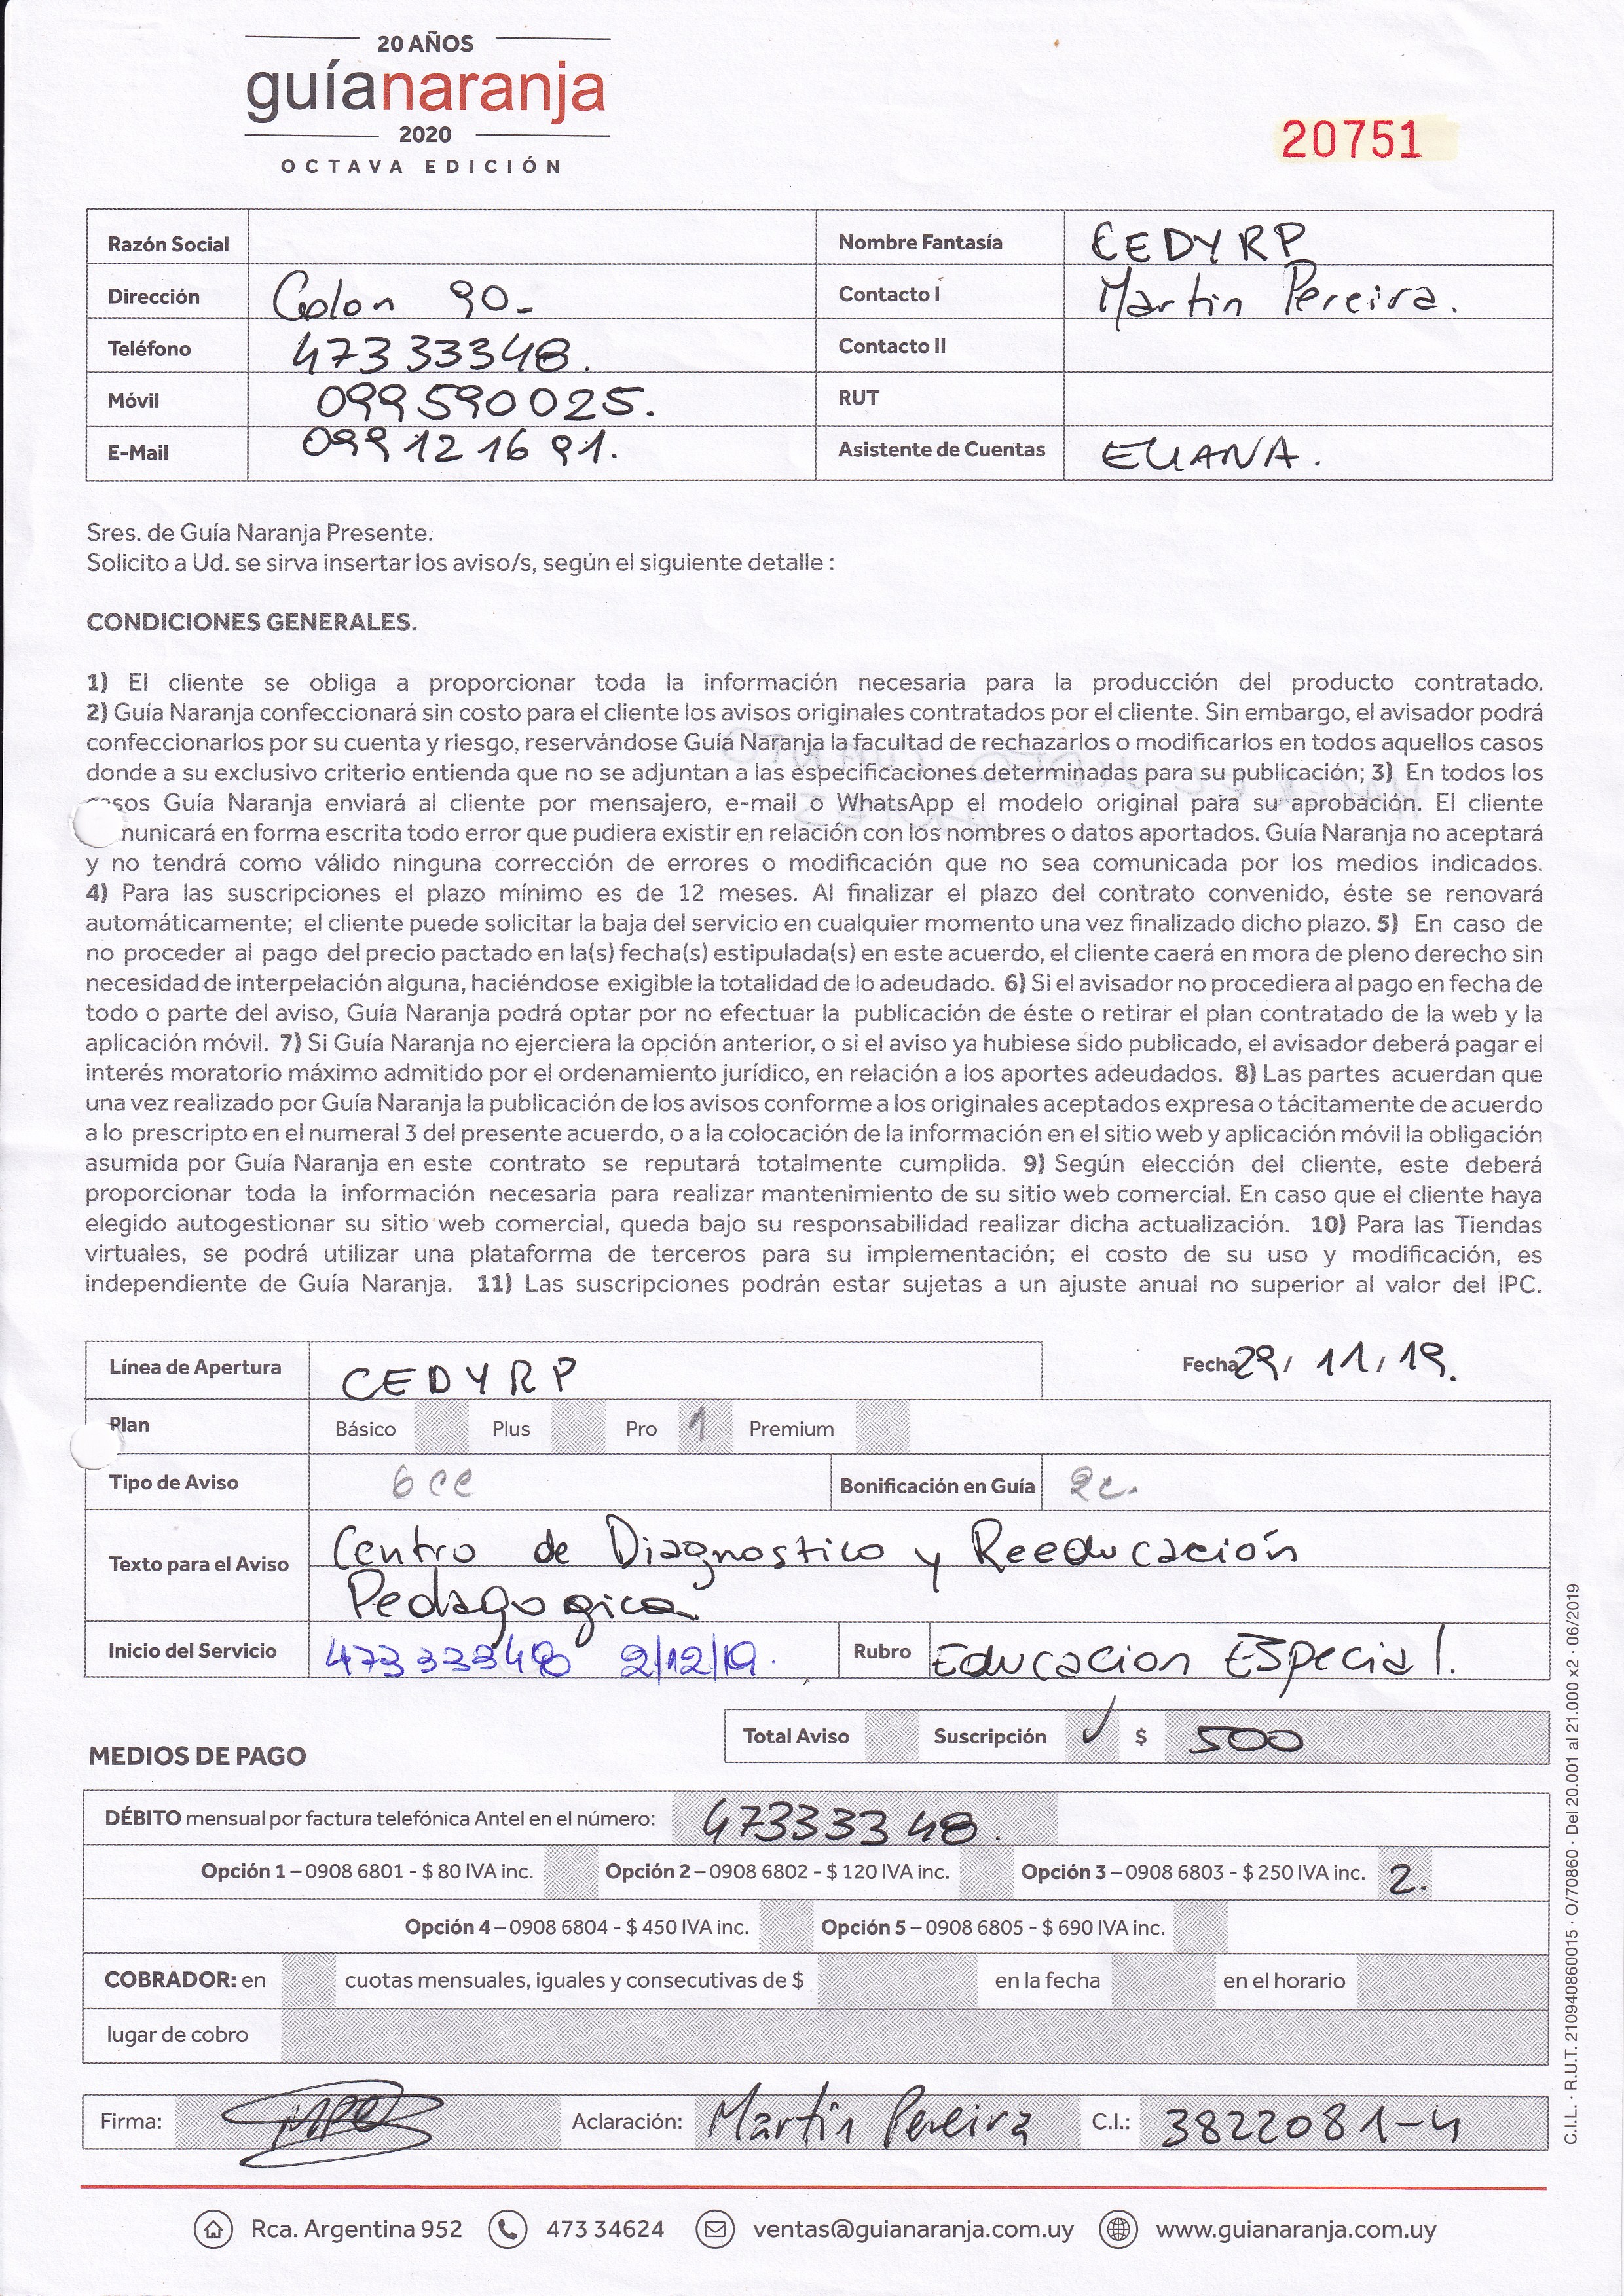 20 AÑOS
guíanaranja
2020
OCTAVA EDICIÓN
20751
Razón Social
Nombre Fantasía CEDYRP
Dirección Colon 90-
Contacto I Martin Pereira.
Teléfono 47333348.
Contacto II
Móvil 099590025.
RUT
E-Mail 099121691.
Asistente de Cuentas ELIANA.
Sres. de Guía Naranja Presente.
Solicito a Ud. se sirva insertar los aviso/s, según el siguiente detalle :
CONDICIONES GENERALES.
1) El cliente se obliga a proporcionar toda la información necesaria para la producción del producto contratado.
2) Guía Naranja confeccionará sin costo para el cliente los avisos originales contratados por el cliente. Sin embargo, el avisador podrá
confeccionarlos por su cuenta y riesgo, reservándose Guía Naranja la facultad de rechazarlos o modificarlos en todos aquellos casos
donde a su exclusivo criterio entienda que no se adjuntan a las especificaciones determinadas para su publicación; 3) En todos los
casos Guía Naranja enviará al cliente por mensajero, e-mail o WhatsApp el modelo original para su aprobación. El cliente
municará en forma escrita todo error que pudiera existir en relación con los nombres o datos aportados. Guía Naranja no aceptará
y no tendrá como válido ninguna corrección de errores o modificación que no sea comunicada por los medios indicados.
4) Para las suscripciones el plazo mínimo es de 12 meses. Al finalizar el plazo del contrato convenido, éste se renovará
automáticamente; el cliente puede solicitar la baja del servicio en cualquier momento una vez finalizado dicho plazo. 5) En caso de
no proceder al pago del precio pactado en la(s) fecha(s) estipulada(s) en este acuerdo, el cliente caerá en mora de pleno derecho sin
necesidad de interpelación alguna, haciéndose exigible la totalidad de lo adeudado. 6) Si el avisador no procediera al pago en fecha de
todo o parte del aviso, Guía Naranja podrá optar por no efectuar la publicación de éste o retirar el plan contratado de la web y la
aplicación móvil. 7) Si Guía Naranja no ejerciera la opción anterior, o si el aviso ya hubiese sido publicado, el avisador deberá pagar el
interés moratorio máximo admitido por el ordenamiento jurídico, en relación a los aportes adeudados. 8) Las partes acuerdan que
una vez realizado por Guía Naranja la publicación de los avisos conforme a los originales aceptados expresa o tácitamente de acuerdo
a lo prescripto en el numeral 3 del presente acuerdo, o a la colocación de la información en el sitio web y aplicación móvil la obligación
asumida por Guía Naranja en este contrato se reputará totalmente cumplida. 9) Según elección del cliente, este deberá
proporcionar toda la información necesaria para realizar mantenimiento de su sitio web comercial. En caso que el cliente haya
elegido autogestionar su sitio web comercial, queda bajo su responsabilidad realizar dicha actualización. 10) Para las Tiendas
virtuales, se podrá utilizar una plataforma de terceros para su implementación; el costo de su uso y modificación, es
independiente de Guía Naranja. 11) Las suscripciones podrán estar sujetas a un ajuste anual no superior al valor del IPC.
Línea de Apertura CEDYRP
Fecha 29/ 11/ 19.
Plan Básico Plus Pro 1 Premium
Tipo de Aviso 6 cc Bonificación en Guía 2c.
Texto para el Aviso Centro de Diagnostico y Reeducación
Pedagogica
Inicio del Servicio 47333348 2/12/19. Rubro Educacion ESpecial.
Total Aviso Suscripción ✓ $ 500
MEDIOS DE PAGO
DÉBITO mensual por factura telefónica Antel en el número: 47333348.
Opción 1 – 0908 6801 - $ 80 IVA inc. Opción 2 – 0908 6802 - $ 120 IVA inc. Opción 3 – 0908 6803 - $ 250 IVA inc. 2.
Opción 4 – 0908 6804 - $ 450 IVA inc. Opción 5 – 0908 6805 - $ 690 IVA inc.
COBRADOR: en cuotas mensuales, iguales y consecutivas de $ en la fecha en el horario
lugar de cobro
Firma: Aclaración: Martin Pereira C.I.: 3822081-4
Rca. Argentina 952 473 34624 ventas@guianaranja.com.uy www.guianaranja.com.uy
C.I.L. · R.U.T. 210940860015 · O/70860 · Del 20.001 al 21.000 x2 · 06/2019